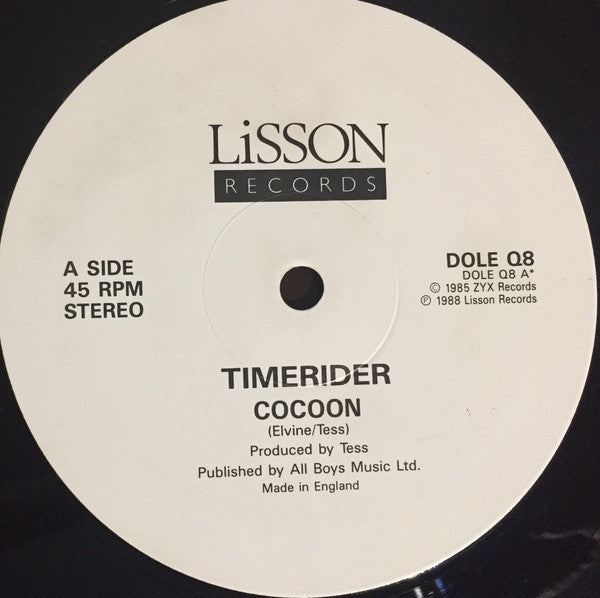 LiSSON
RECORDS
A SIDE
45 RPM
STEREO
DOLE Q8
DOLE Q8 A*
© 1985 ZYX Records
℗ 1988 Lisson Records
TIMERIDER
COCOON
(Elvine/Tess)
Produced by Tess
Published by All Boys Music Ltd.
Made in England